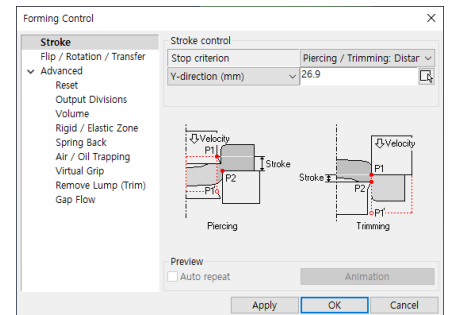 Forming Control
Stroke
Flip / Rotation / Transfer
Advanced
Reset
Output Divisions
Volume
Rigid / Elastic Zone
Spring Back
Air / Oil Trapping
Virtual Grip
Remove Lump (Trim)
Gap Flow
Stroke control
Stop criterion
Piercing / Trimming: Distar
Y-direction (mm)
26.9
Velocity
P1
Stroke
P2
P1'
Piercing
Velocity
P1
Stroke
P2
P1'
Trimming
Preview
Auto repeat
Animation
Apply
OK
Cancel